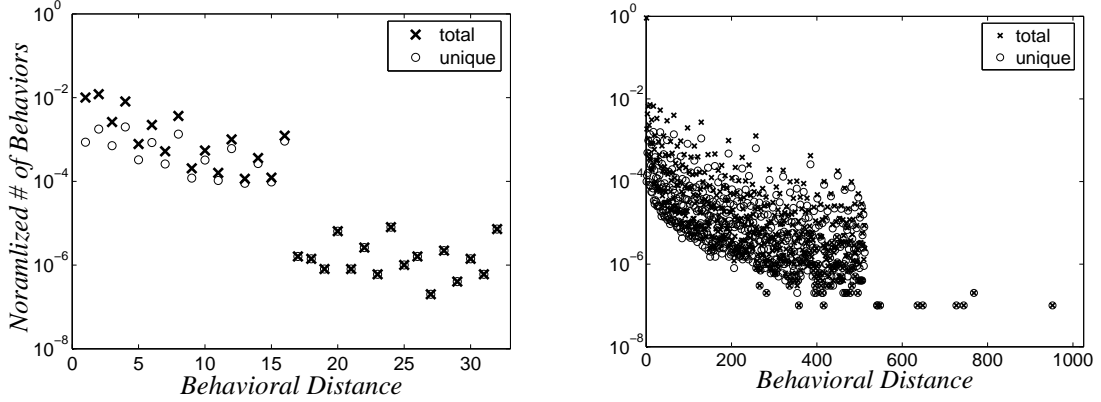 10^0
10^-2
10^-4
10^-6
10^-8
Noramlized # of Behaviors
total
unique
0 5 10 15 20 25 30
Behavioral Distance
10^0
10^-2
10^-4
10^-6
10^-8
total
unique
0 200 400 600 800 1000
Behavioral Distance